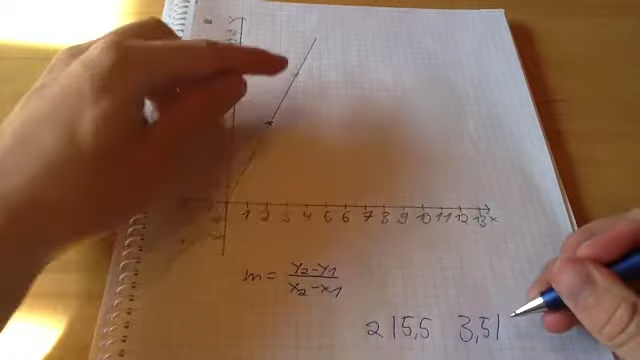 1 2 3 4 5 6 7 8 9 10 11 12 13 x
m = y2-y1
x2-x1
2|5,5 3,5|